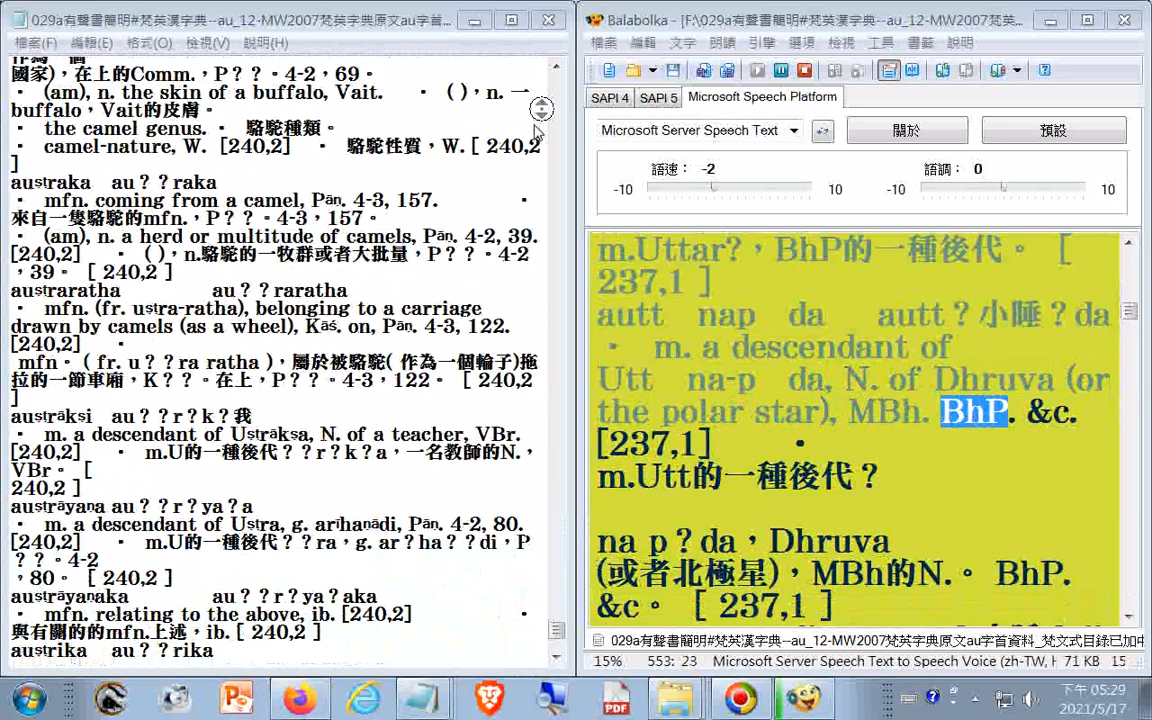 029a有聲書簡明#梵英漢字典--au_12-MW2007梵英字典原文au字首...
檔案(F) 編輯(E) 格式(O) 檢視(V) 說明(H)
國家)，在上的Comm.，P？？。4-2，69。
· (am), n. the skin of a buffalo, Vait. · ( )，n. 一
buffalo，Vait的皮膚。
· the camel genus. · 駱駝種類。
· camel-nature, W. [240,2] · 駱駝性質，W. [ 240,2
]
auṣṭraka au？？raka
· mfn. coming from a camel, Pāṇ. 4-3, 157. ·
來自一隻駱駝的mfn.，P？？。4-3，157。
· (am), n. a herd or multitude of camels, Pāṇ. 4-2, 39.
[240,2] · ( )，n.駱駝的一牧群或者大批量，P？？。4-2
，39。 [ 240,2 ]
auṣṭraratha au？？raratha
· mfn. (fr. uṣṭra-ratha), belonging to a carriage
drawn by camels (as a wheel), Kāś. on, Pāṇ. 4-3, 122.
[240,2] ·
mfn。 ( fr. u？？ra ratha )，屬於被駱駝( 作為一個輪子)拖
拉的一節車廂，K？？。在上，P？？。4-3，122。 [ 240,2
]
auṣṭrākṣi au？？r？k？我
· m. a descendant of Uṣṭrākṣa, N. of a teacher, VBr.
[240,2] · m.U的一種後代？？r？k？a，一名教師的N.，
VBr。 [
240,2 ]
auṣṭrāyaṇa au？？r？ya？a
· m. a descendant of Uṣṭra, g. arīhaṇādi, Pāṇ. 4-2, 80.
[240,2] · m.U的一種後代？？ra，g. ar？ha？？di，P
？？。4-2
，80。 [ 240,2 ]
auṣṭrāyaṇaka au？？r？ya？aka
· mfn. relating to the above, ib. [240,2] ·
與有關的的mfn.上述，ib. [ 240,2 ]
auṣṭrika au？？rika
Balabolka - [F:\029a有聲書簡明#梵英漢字典--au_12-MW2007梵英...
檔案 編輯 文字 朗讀 引擎 選項 檢視 工具 書籤 說明
SAPI 4 SAPI 5 Microsoft Speech Platform
Microsoft Server Speech Text 關於 預設
語速： -2 語調： 0
-10 10 -10 10
m.Uttar?，BhP的一種後代。 [
237,1 ]
autt nap da autt？小睡？da
· m. a descendant of
Utt na-p da, N. of Dhruva (or
the polar star), MBh. BhP. &c.
[237,1] ·
m.Utt的一種後代？
na p？da，Dhruva
(或者北極星)，MBh的N.。 BhP.
&c。 [ 237,1 ]
029a有聲書簡明#梵英漢字典--au_12-MW2007梵英字典原文au字首資料_梵文式目錄已加中
15% 553: 23 Microsoft Server Speech Text to Speech Voice (zh-TW, H 71 KB 15
下午 05:29
2021/5/17